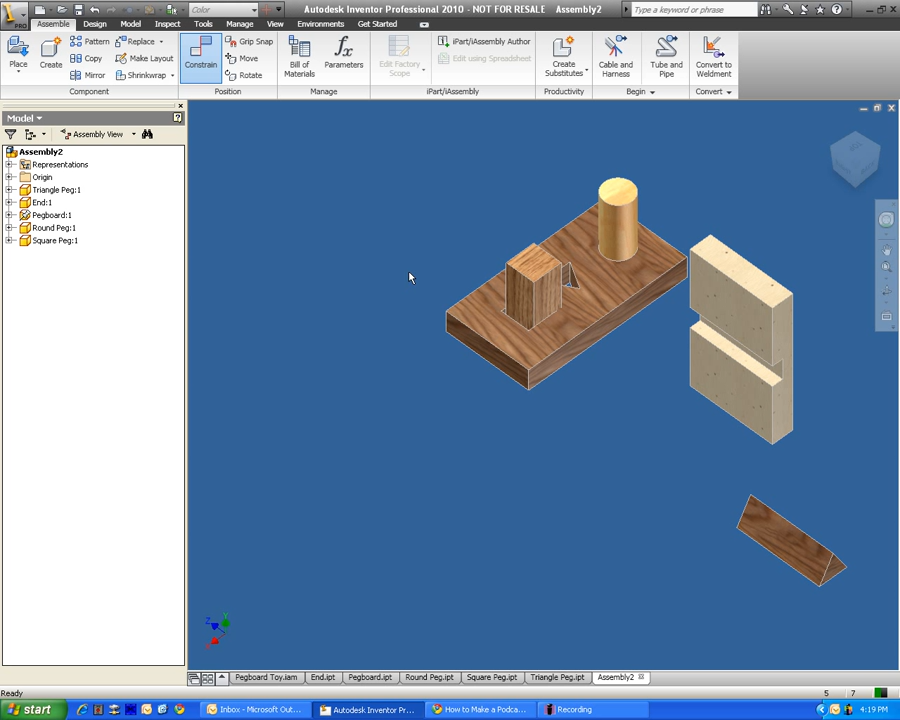 PRO
Color
Autodesk Inventor Professional 2010 - NOT FOR RESALE Assembly2
Type a keyword or phrase
Assemble Design Model Inspect Tools Manage View Environments Get Started
Place
Create
Pattern
Copy
Mirror
Replace
Make Layout
Shrinkwrap
Component
Constrain
Grip Snap
Move
Rotate
Position
Bill of
Materials
Parameters
Manage
Edit Factory
Scope
iPart/iAssembly Author
Edit using Spreadsheet
iPart/iAssembly
Create
Substitutes
Productivity
Cable and
Harness
Tube and
Pipe
Begin
Convert to
Weldment
Convert
Model
Assembly View
Assembly2
Representations
Origin
Triangle Peg:1
End:1
Pegboard:1
Round Peg:1
Square Peg:1
Z
Y
Pegboard Toy.iam End.ipt Pegboard.ipt Round Peg.ipt Square Peg.ipt Triangle Peg.ipt Assembly2
Ready
5 7
start
Inbox - Microsoft Out...
Autodesk Inventor Pr...
How to Make a Podca...
Recording
4:19 PM